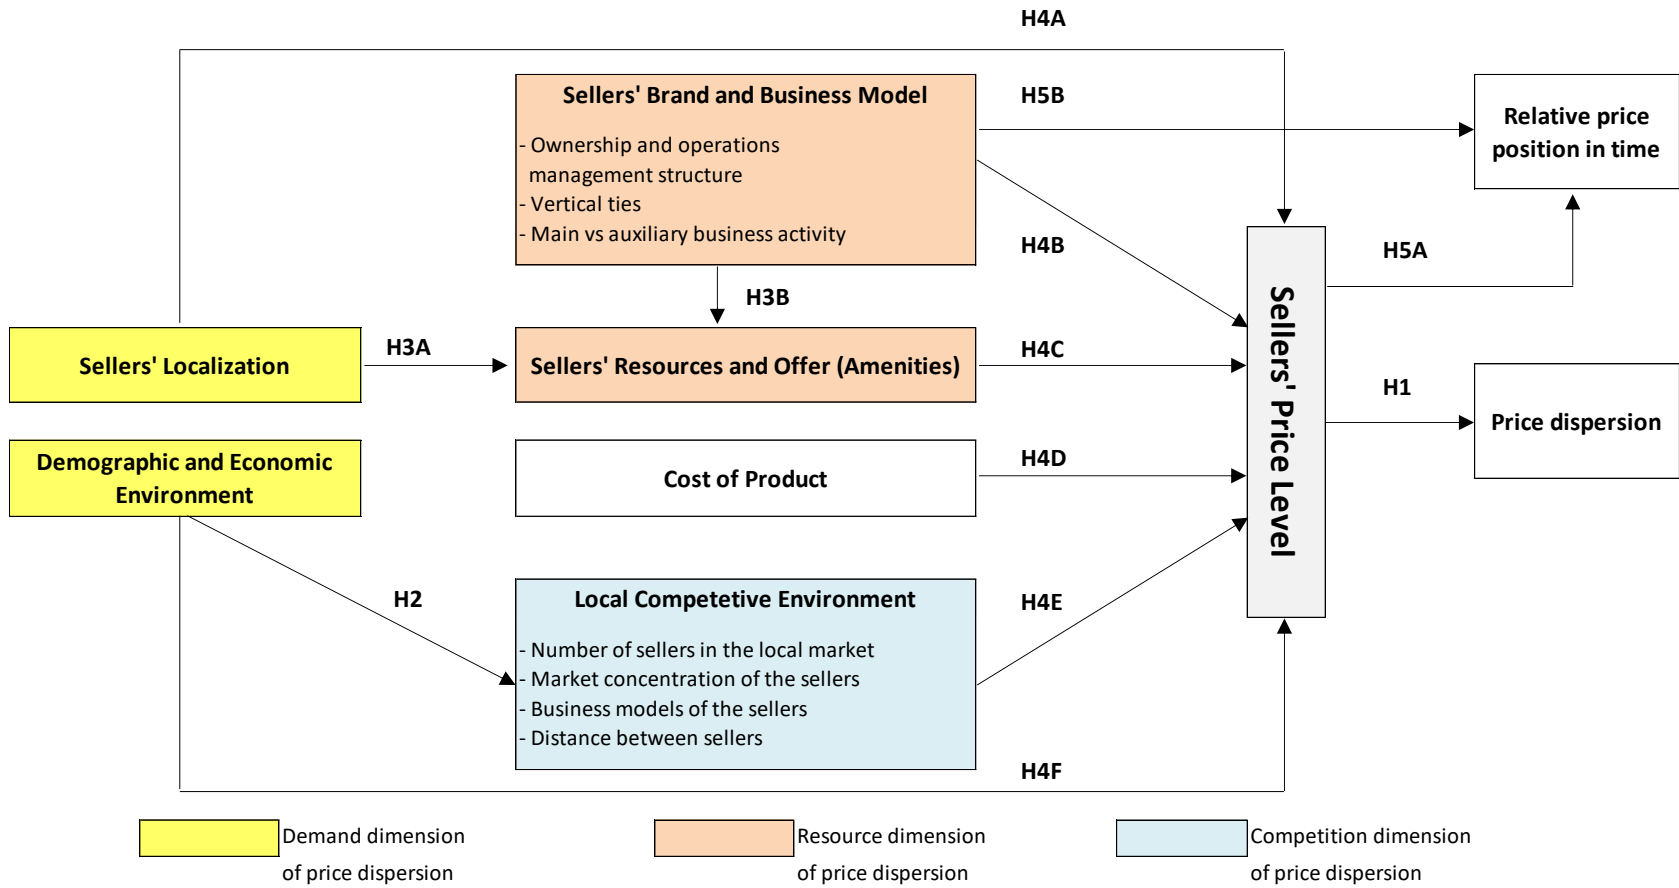 H4A
Sellers' Brand and Business Model
- Ownership and operations
management structure
- Vertical ties
- Main vs auxiliary business activity
H5B
Relative price
position in time
H4B
H5A
H3B
Sellers' Localization
H3A
Sellers' Resources and Offer (Amenities)
H4C
Sellers' Price Level
H1
Price dispersion
Demographic and Economic
Environment
Cost of Product
H4D
H2
Local Competetive Environment
- Number of sellers in the local market
- Market concentration of the sellers
- Business models of the sellers
- Distance between sellers
H4E
H4F
Demand dimension
of price dispersion
Resource dimension
of price dispersion
Competition dimension
of price dispersion